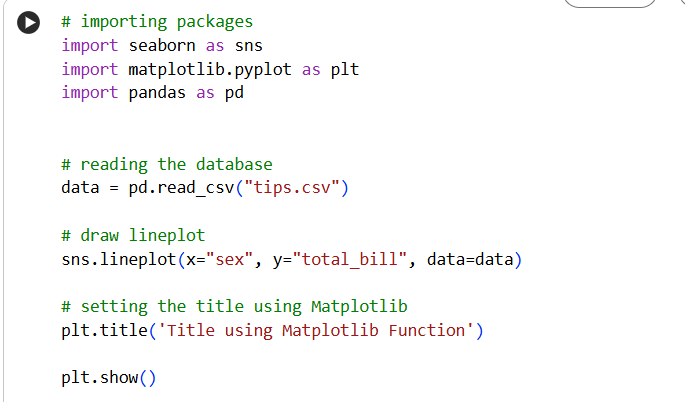 # importing packages
import seaborn as sns
import matplotlib.pyplot as plt
import pandas as pd
# reading the database
data = pd.read_csv("tips.csv")
# draw lineplot
sns.lineplot(x="sex", y="total_bill", data=data)
# setting the title using Matplotlib
plt.title('Title using Matplotlib Function')
plt.show()